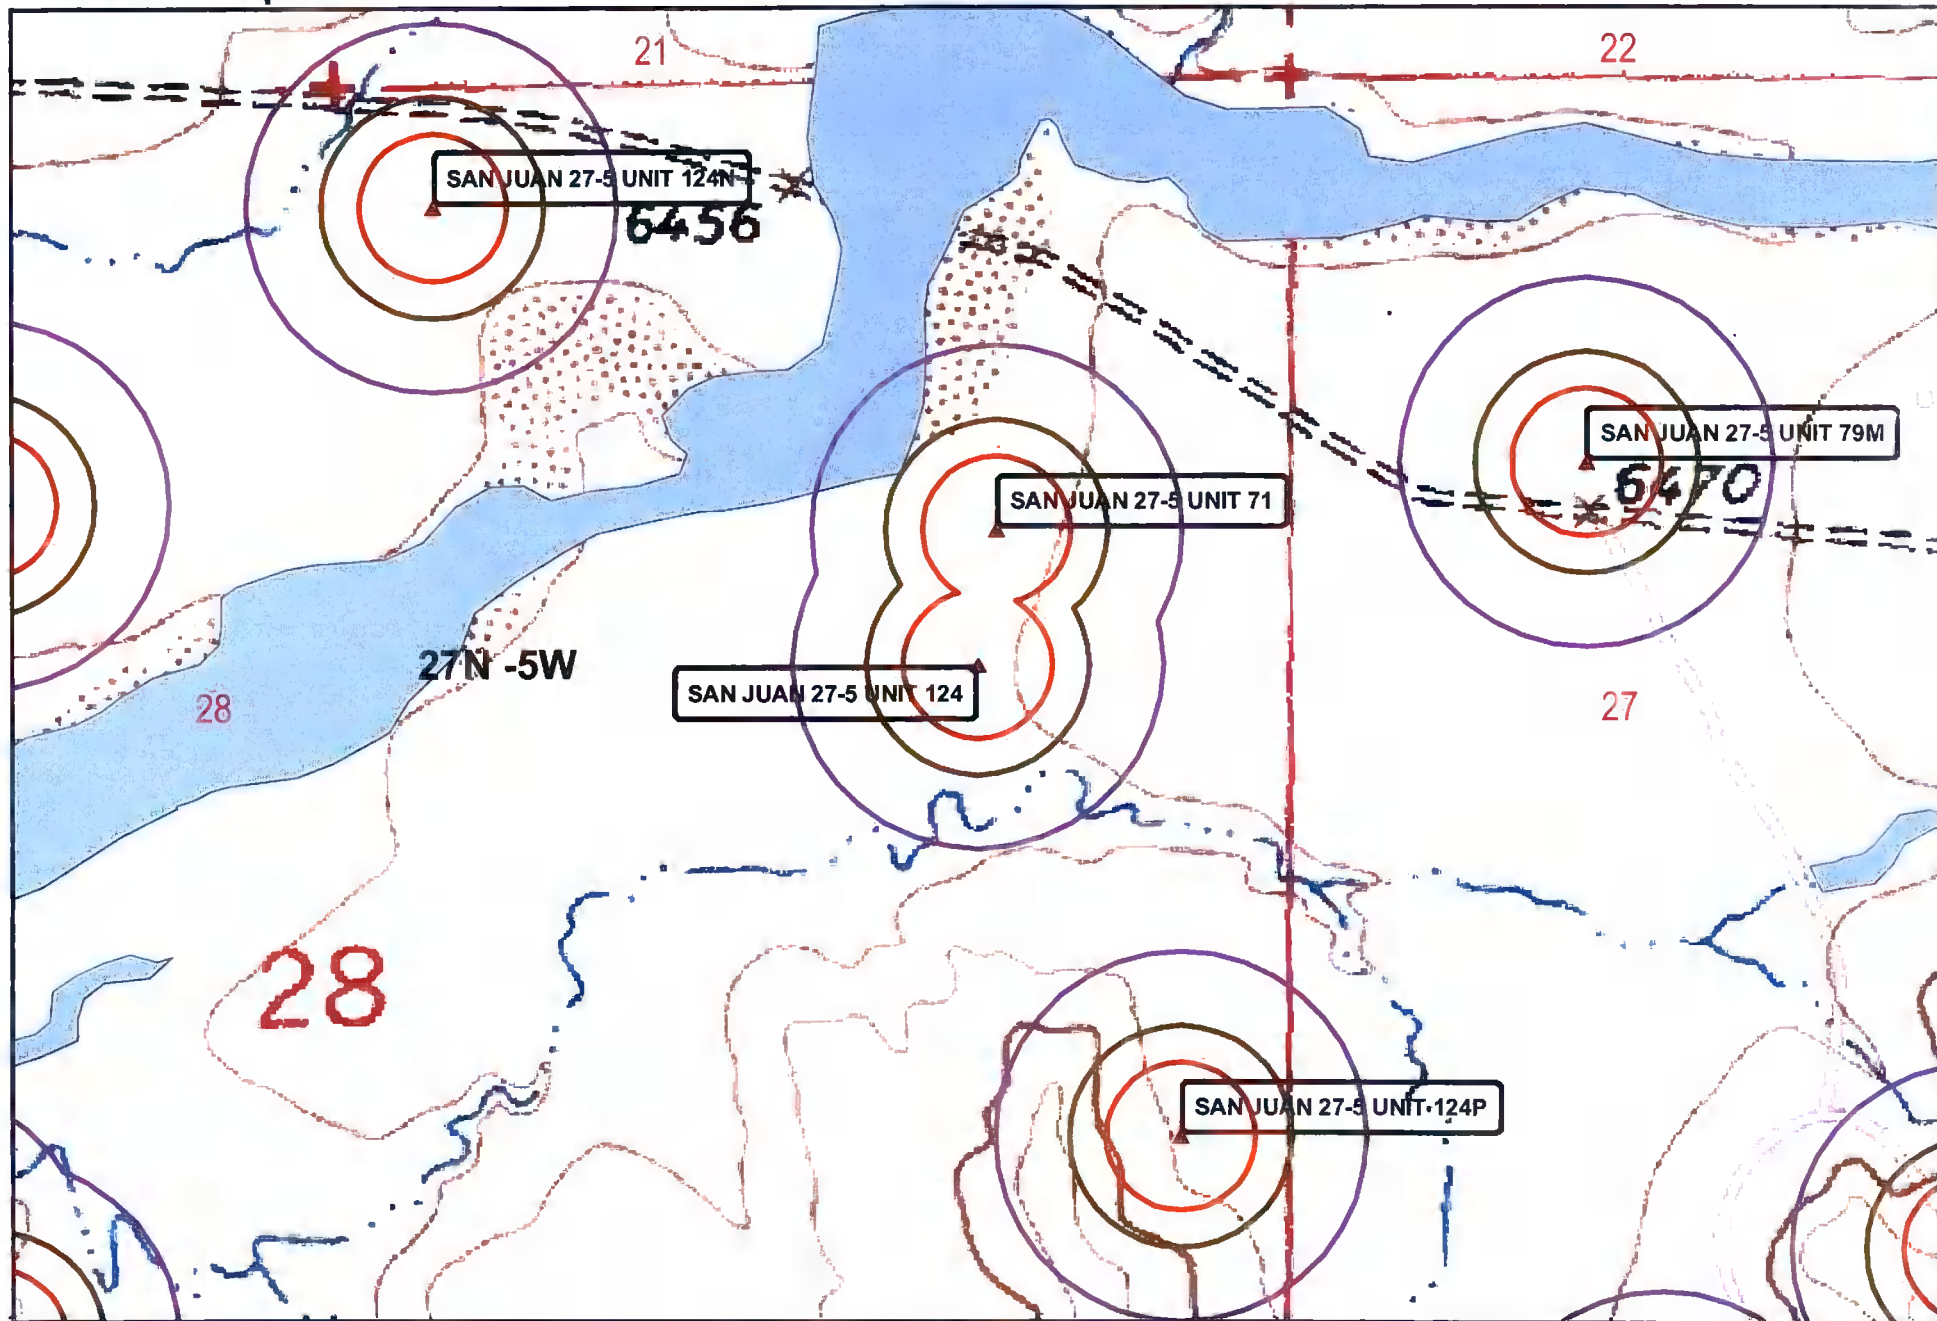 21
22
SAN JUAN 27-5 UNIT 124N
6456
SAN JUAN 27-5 UNIT 79M
6470
SAN JUAN 27-5 UNIT 71
27N -5W
SAN JUAN 27-5 UNIT 124
28
27
28
SAN JUAN 27-5 UNIT 124P